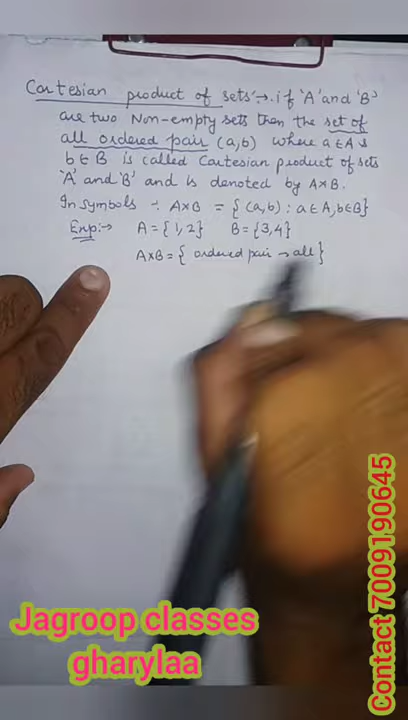 Cartesian product of sets :→ if 'A' and 'B'
are two Non-empty sets then the set of
all ordered pair (a,b) where a ∈ A &
b ∈ B is called Cartesian product of sets
'A' and 'B' and is denoted by A×B.
In symbols :- A×B = { (a,b) : a ∈ A, b ∈ B }
Enp :→ A = { 1, 2 } B = {3,4}
A×B = { ordered pair → all }
Jagroop classes
gharylaa
Contact 7009190645